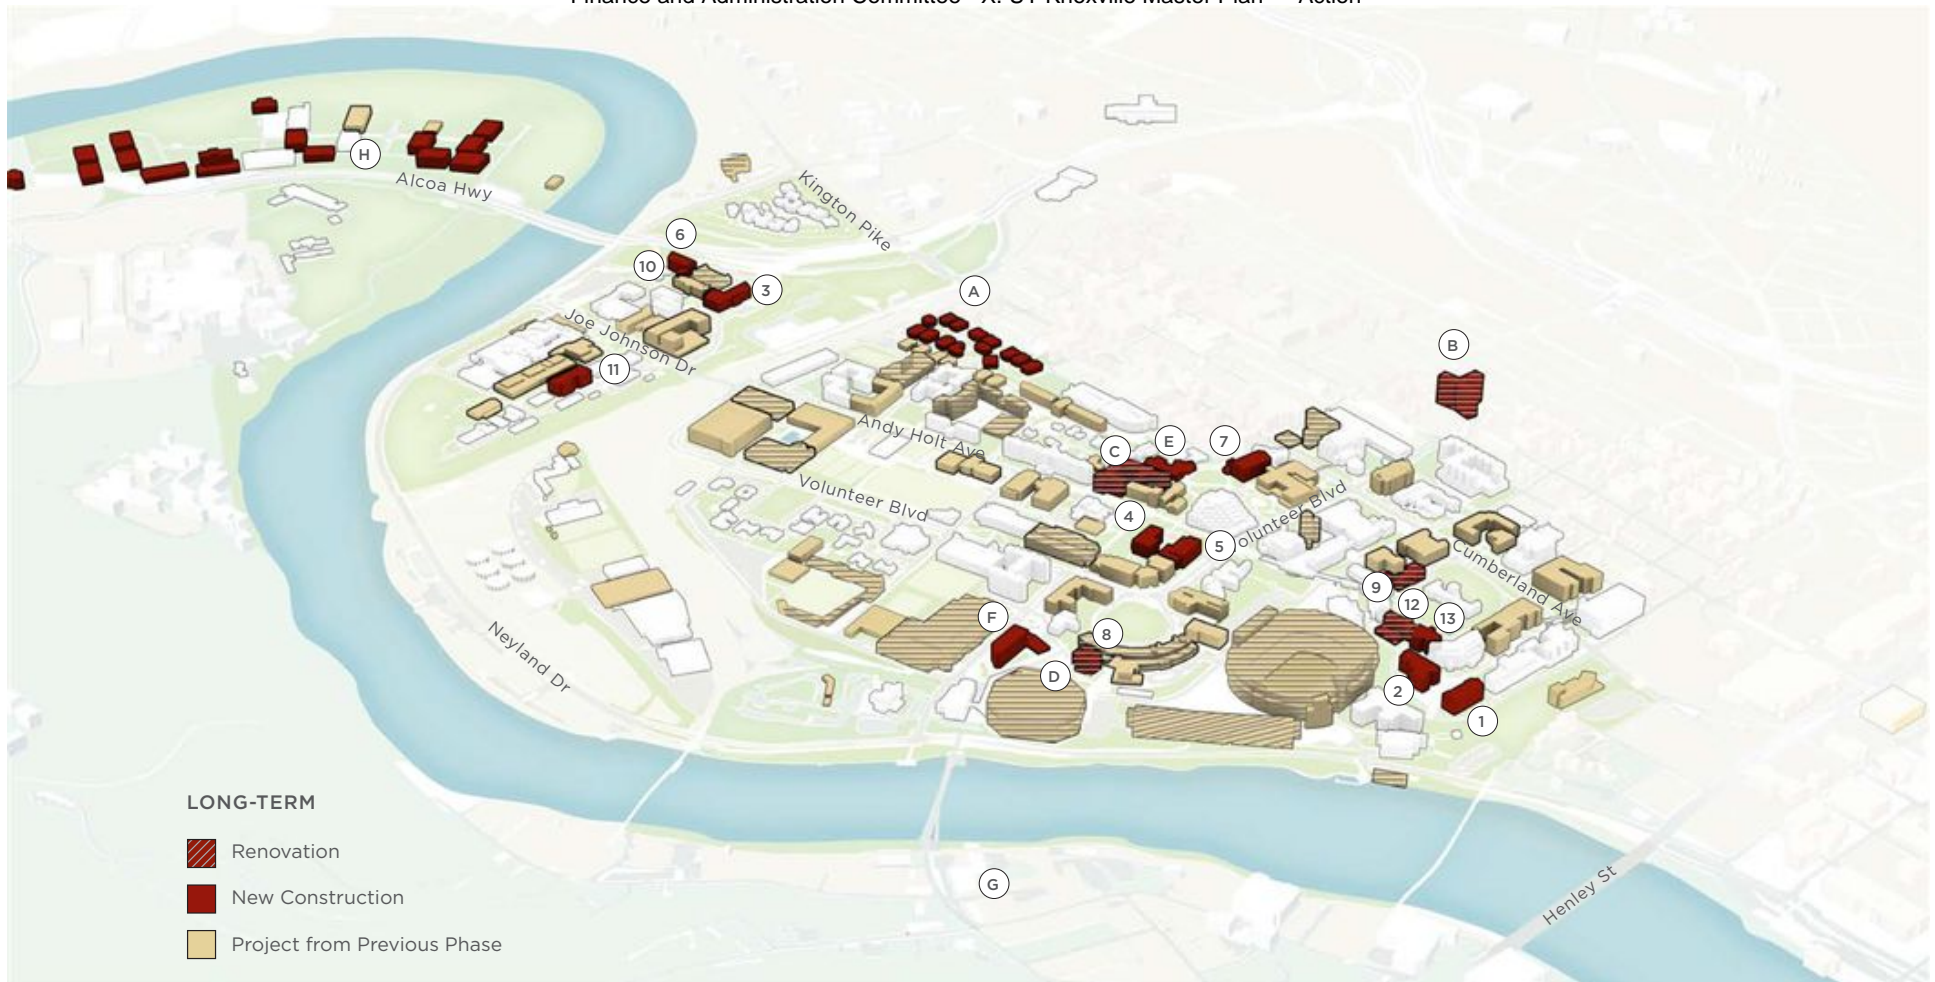 Finance and Administration Committee - X. UT Knoxville Master Plan — Action
H
Alcoa Hwy
Kington Pike
6
10
3
A
Joe Johnson Dr
11
B
Andy Holt Ave
C
E
7
Volunteer Blvd
4
5
Volunteer Blvd
Cumberland Ave
9
12
13
F
8
D
Neyland Dr
2
1
LONG-TERM
Renovation
New Construction
Project from Previous Phase
G
Henley St